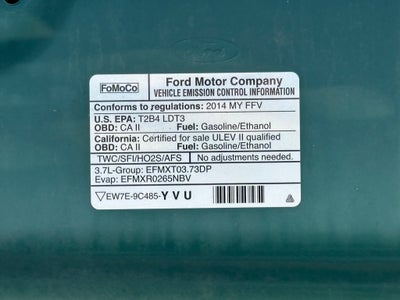 FoMoCo
Ford Motor Company
VEHICLE EMISSION CONTROL INFORMATION
Conforms to regulations: 2014 MY FFV
U.S. EPA: T2B4 LDT3
OBD: CA II Fuel: Gasoline/Ethanol
California: Certified for sale ULEV II qualified
OBD: CA II Fuel: Gasoline/Ethanol
TWC/SFI/HO2S/AFS No adjustments needed.
3.7L-Group: EFMXT03.73DP
Evap: EFMXR0265NBV
EW7E-9C485-YVU